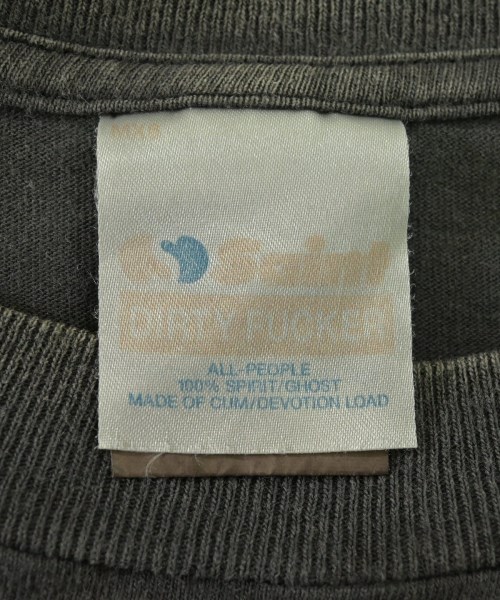 Saint
DIRTY FUCKER
ALL-PEOPLE
100% SPIRIT/GHOST
MADE OF CUM/DEVOTION LOAD